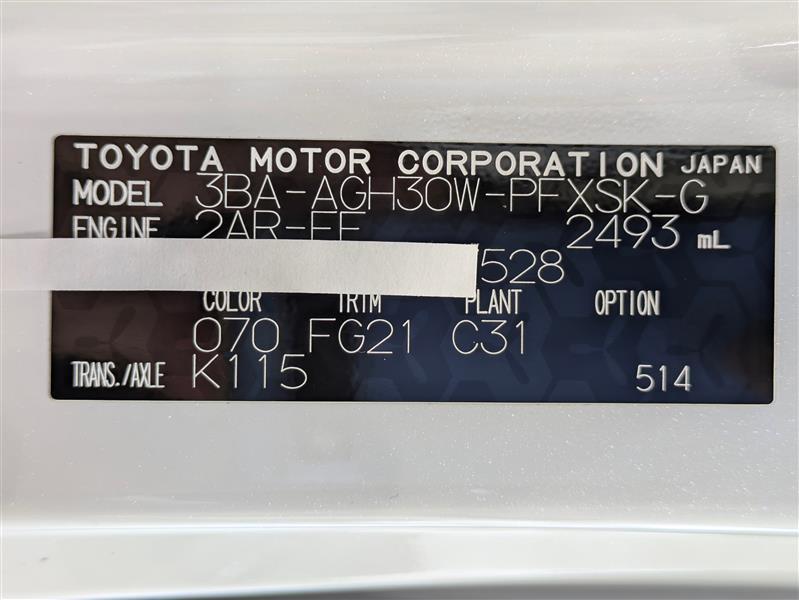 TOYOTA MOTOR CORPORATION JAPAN
MODEL 3BA-AGH30W-PFXSK-G
ENGINE 2AR-FE 2493 mL
528
COLOR TRIM PLANT OPTION
070 FG21 C31
TRANS./AXLE K115 514